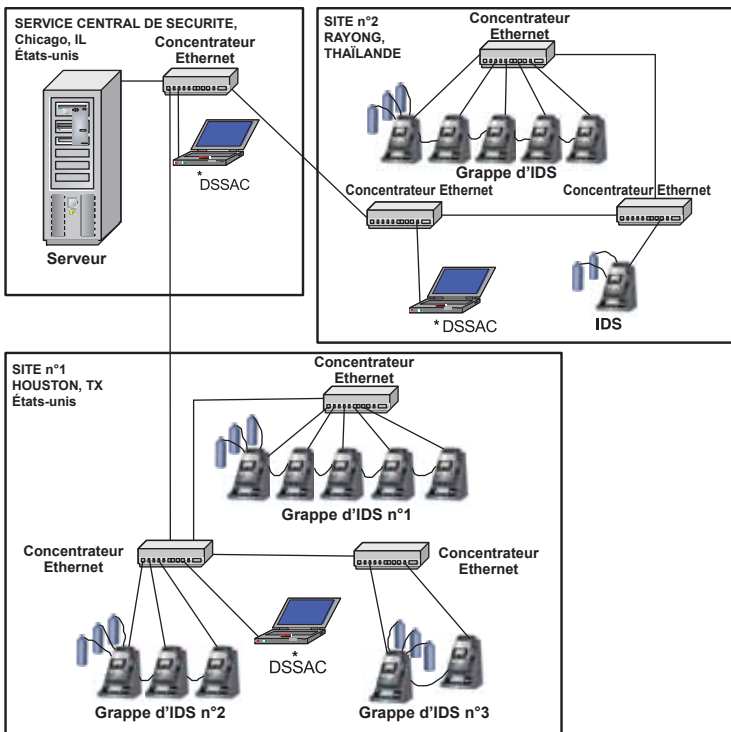 SERVICE CENTRAL DE SECURITE,
Chicago, IL
États-unis
Concentrateur
Ethernet
*
DSSAC
Serveur
SITE n°2
RAYONG,
THAÏLANDE
Concentrateur
Ethernet
Grappe d'IDS
Concentrateur Ethernet
Concentrateur Ethernet
* DSSAC
IDS
SITE n°1
HOUSTON, TX
États-unis
Concentrateur
Ethernet
Grappe d'IDS n°1
Concentrateur
Ethernet
Concentrateur
Ethernet
*
DSSAC
Grappe d'IDS n°2
Grappe d'IDS n°3